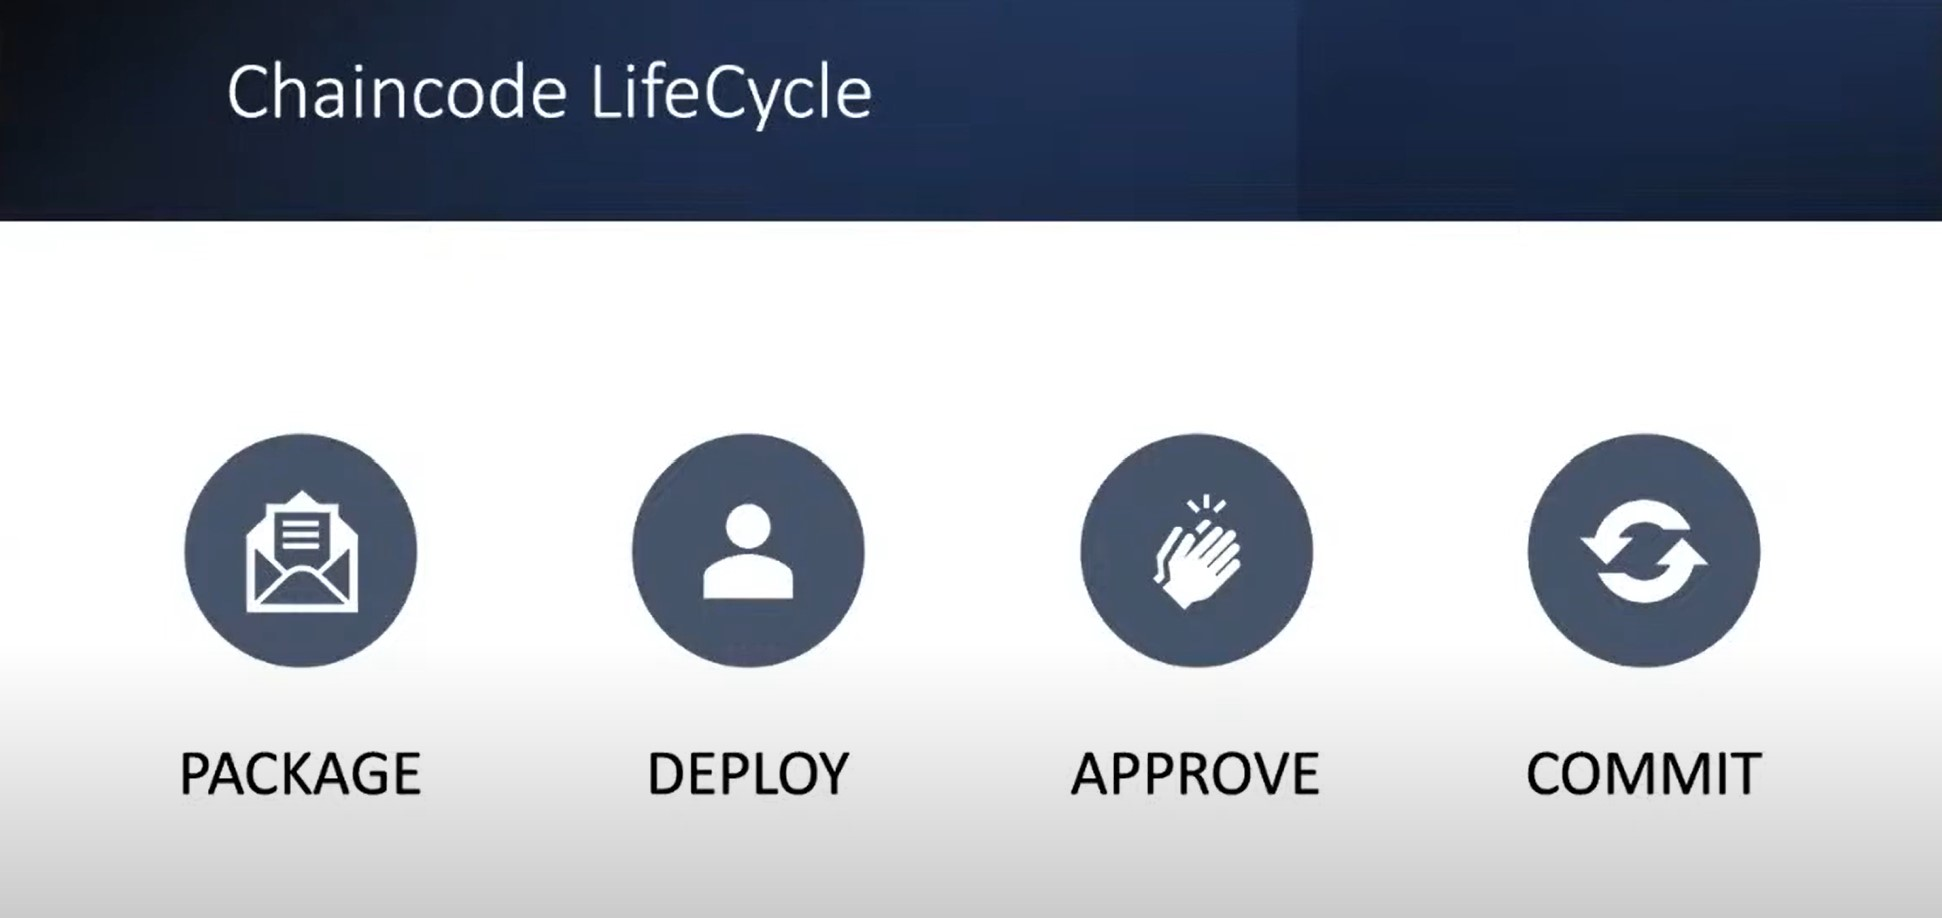 Chaincode LifeCycle
PACKAGE
DEPLOY
APPROVE
COMMIT